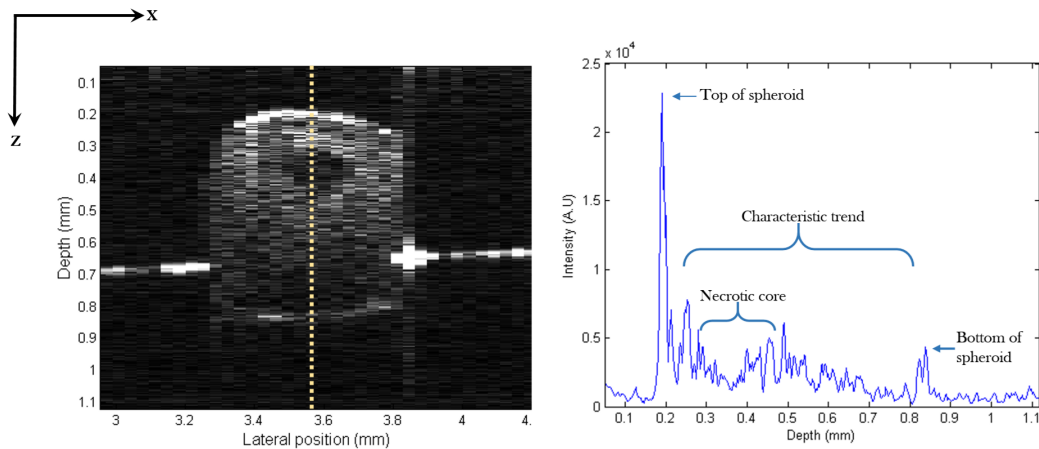 x
z
0.1
0.2
0.3
0.4
0.5
0.6
0.7
0.8
0.9
1
1.1
Depth (mm)
3 3.2 3.4 3.6 3.8 4 4.
Lateral position (mm)
x 10⁴
2.5
2
1.5
1
0.5
0
Intensity (A.U)
Top of spheroid
Characteristic trend
Necrotic core
Bottom of
spheroid
0.1 0.2 0.3 0.4 0.5 0.6 0.7 0.8 0.9 1 1.1
Depth (mm)